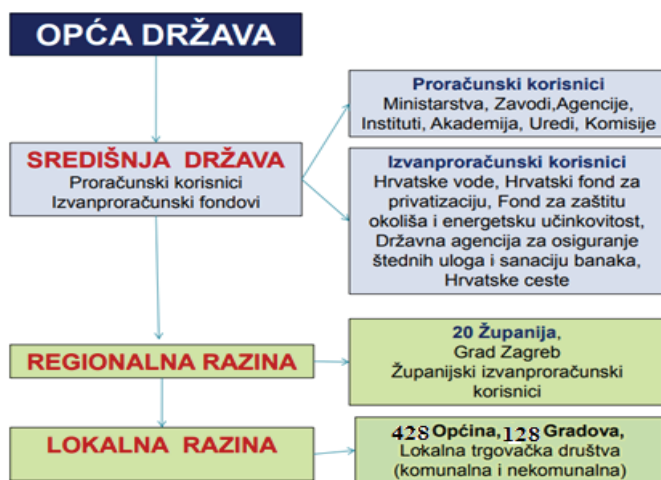 OPĆA DRŽAVA
Proračunski korisnici
Ministarstva, Zavodi,Agencije,
Instituti, Akademija, Uredi, Komisije
SREDIŠNJA DRŽAVA
Proračunski korisnici
Izvanproračunski fondovi
Izvanproračunski korisnici
Hrvatske vode, Hrvatski fond za
privatizaciju, Fond za zaštitu
okoliša i energetsku učinkovitost,
Državna agencija za osiguranje
štednih uloga i sanaciju banaka,
Hrvatske ceste
REGIONALNA RAZINA
20 Županija,
Grad Zagreb
Županijski izvanproračunski
korisnici
LOKALNA RAZINA
428 Općina, 128 Gradova,
Lokalna trgovačka društva
(komunalna i nekomunalna)